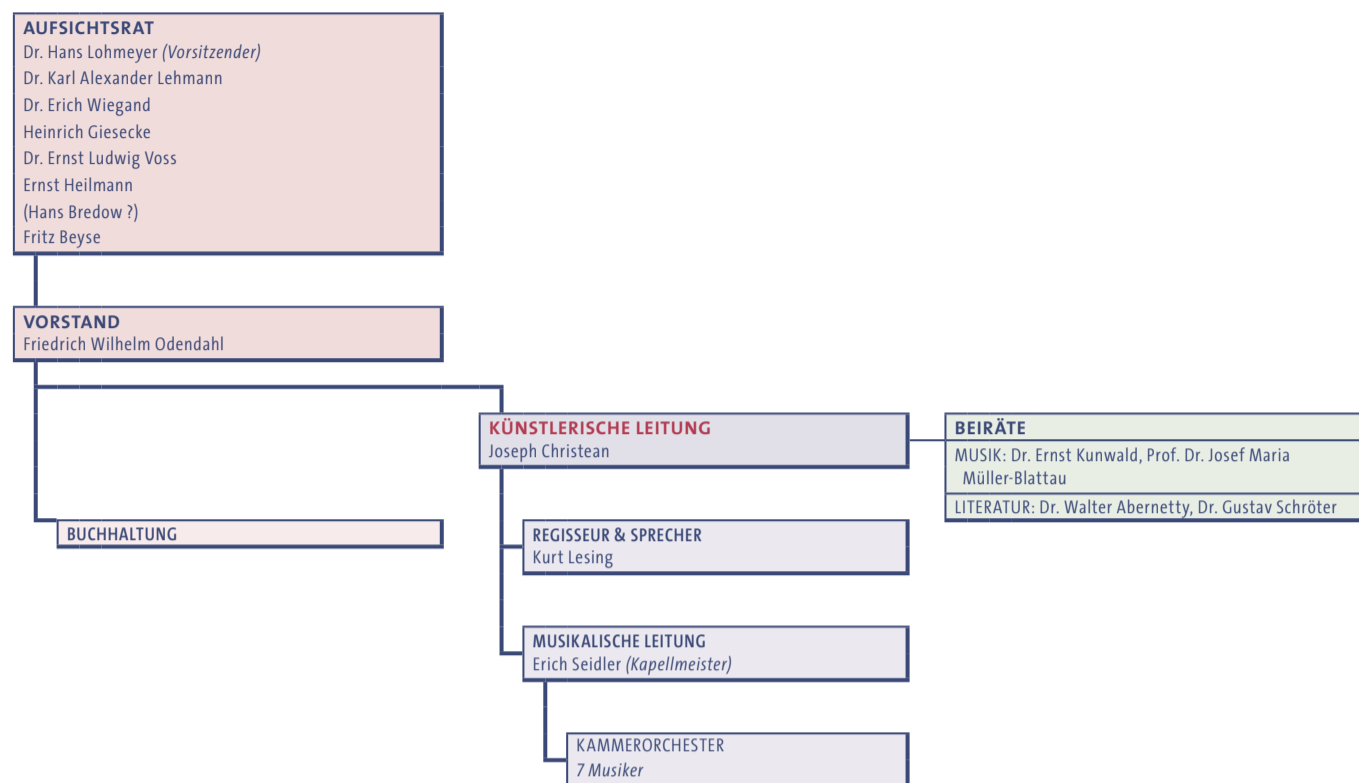 AUFSICHTSRAT
Dr. Hans Lohmeyer (Vorsitzender)
Dr. Karl Alexander Lehmann
Dr. Erich Wiegand
Heinrich Giesecke
Dr. Ernst Ludwig Voss
Ernst Heilmann
(Hans Bredow ?)
Fritz Beyse
VORSTAND
Friedrich Wilhelm Odendahl
KÜNSTLERISCHE LEITUNG
Joseph Christean
BEIRÄTE
MUSIK: Dr. Ernst Kunwald, Prof. Dr. Josef Maria
Müller-Blattau
LITERATUR: Dr. Walter Abernetty, Dr. Gustav Schröter
BUCHHALTUNG
REGISSEUR & SPRECHER
Kurt Lesing
MUSIKALISCHE LEITUNG
Erich Seidler (Kapellmeister)
KAMMERORCHESTER
7 Musiker